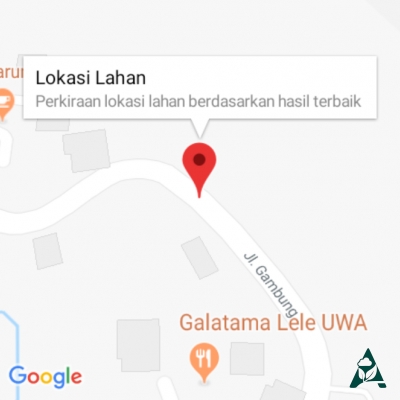 Lokasi Lahan
Perkiraan lokasi lahan berdasarkan hasil terbaik
Jl. Gambung
Galatama Lele UWA
Google